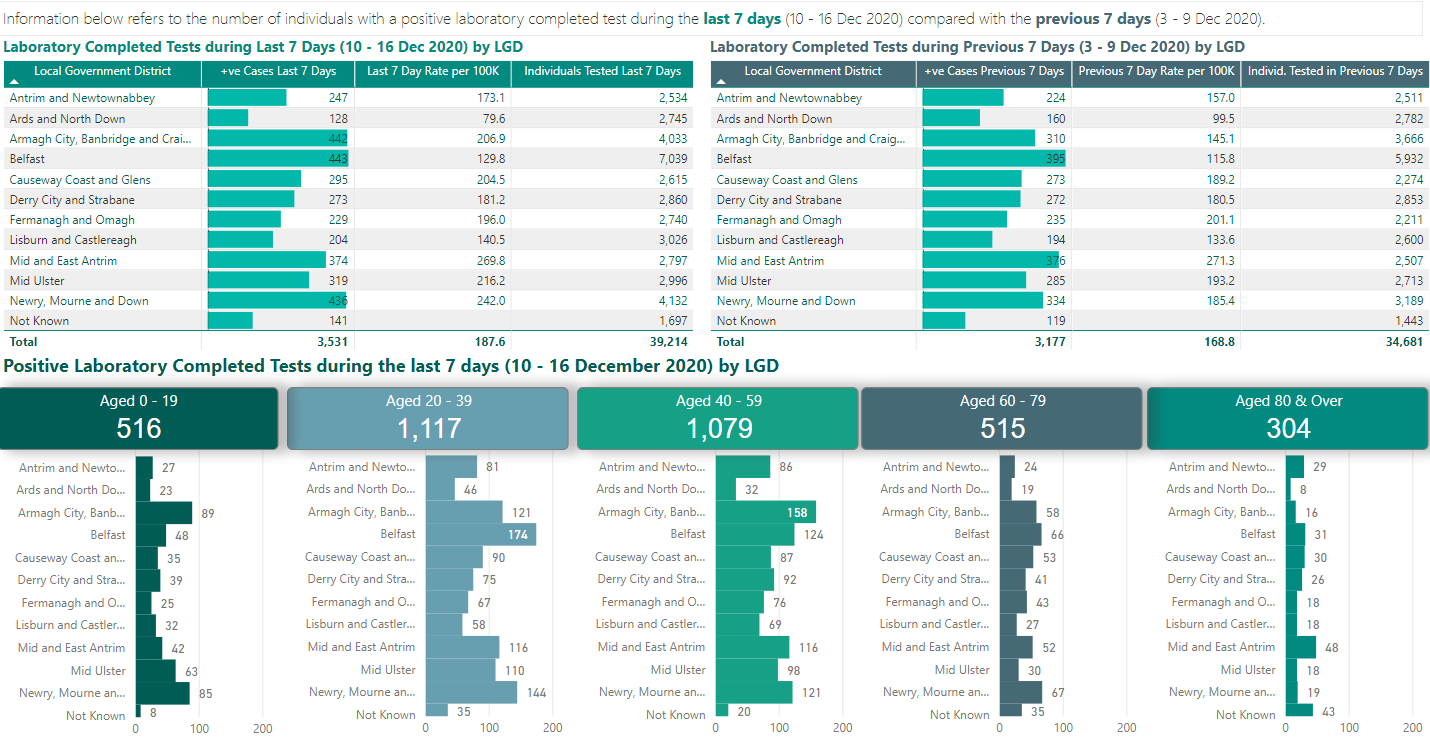 Information below refers to the number of individuals with a positive laboratory completed test during the last 7 days (10 - 16 Dec 2020) compared with the previous 7 days (3 - 9 Dec 2020).
Laboratory Completed Tests during Last 7 Days (10 - 16 Dec 2020) by LGD
Local Government District +ve Cases Last 7 Days Last 7 Day Rate per 100K Individuals Tested Last 7 Days
Antrim and Newtownabbey 247 173.1 2,534
Ards and North Down 128 79.6 2,745
Armagh City, Banbridge and Crai... 442 206.9 4,033
Belfast 443 129.8 7,039
Causeway Coast and Glens 295 204.5 2,615
Derry City and Strabane 273 181.2 2,860
Fermanagh and Omagh 229 196.0 2,740
Lisburn and Castlereagh 204 140.5 3,026
Mid and East Antrim 374 269.8 2,797
Mid Ulster 319 216.2 2,996
Newry, Mourne and Down 436 242.0 4,132
Not Known 141 1,697
Total 3,531 187.6 39,214
Laboratory Completed Tests during Previous 7 Days (3 - 9 Dec 2020) by LGD
Local Government District +ve Cases Previous 7 Days Previous 7 Day Rate per 100K Individ. Tested in Previous 7 Days
Antrim and Newtownabbey 224 157.0 2,511
Ards and North Down 160 99.5 2,782
Armagh City, Banbridge and Craig... 310 145.1 3,666
Belfast 395 115.8 5,932
Causeway Coast and Glens 273 189.2 2,274
Derry City and Strabane 272 180.5 2,853
Fermanagh and Omagh 235 201.1 2,211
Lisburn and Castlereagh 194 133.6 2,600
Mid and East Antrim 376 271.3 2,507
Mid Ulster 285 193.2 2,713
Newry, Mourne and Down 334 185.4 3,189
Not Known 119 1,443
Total 3,177 168.8 34,681
Positive Laboratory Completed Tests during the last 7 days (10 - 16 December 2020) by LGD
Aged 0 - 19
516
Antrim and Newto... 27
Ards and North Do... 23
Armagh City, Banb... 89
Belfast 48
Causeway Coast an... 35
Derry City and Stra... 39
Fermanagh and O... 25
Lisburn and Castler... 32
Mid and East Antrim 42
Mid Ulster 63
Newry, Mourne an... 85
Not Known 8
0 100 200
Aged 20 - 39
1,117
Antrim and Newto... 81
Ards and North Do... 46
Armagh City, Banb... 121
Belfast 174
Causeway Coast an... 90
Derry City and Stra... 75
Fermanagh and O... 67
Lisburn and Castler... 58
Mid and East Antrim 116
Mid Ulster 110
Newry, Mourne an... 144
Not Known 35
0 100 200
Aged 40 - 59
1,079
Antrim and Newto... 86
Ards and North Do... 32
Armagh City, Banb... 158
Belfast 124
Causeway Coast an... 87
Derry City and Stra... 92
Fermanagh and O... 76
Lisburn and Castler... 69
Mid and East Antrim 116
Mid Ulster 98
Newry, Mourne an... 121
Not Known 20
0 100 200
Aged 60 - 79
515
Antrim and Newto... 24
Ards and North Do... 19
Armagh City, Banb... 58
Belfast 66
Causeway Coast an... 53
Derry City and Stra... 41
Fermanagh and O... 43
Lisburn and Castler... 27
Mid and East Antrim 52
Mid Ulster 30
Newry, Mourne an... 67
Not Known 35
0 100 200
Aged 80 & Over
304
Antrim and Newto... 29
Ards and North Do... 8
Armagh City, Banb... 16
Belfast 31
Causeway Coast an... 30
Derry City and Stra... 26
Fermanagh and O... 18
Lisburn and Castler... 18
Mid and East Antrim 48
Mid Ulster 18
Newry, Mourne an... 19
Not Known 43
0 100 200